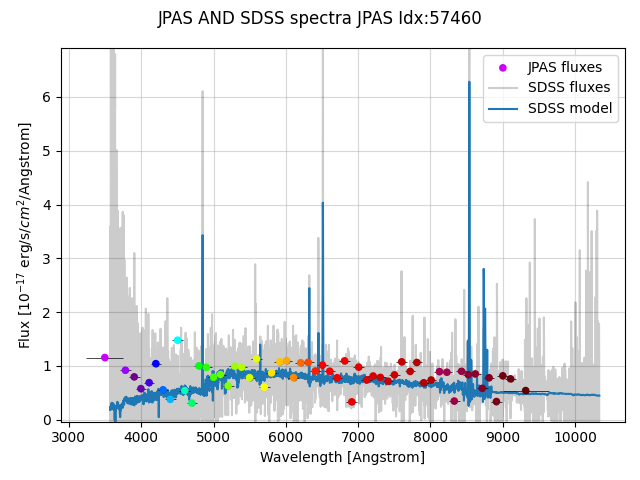 JPAS AND SDSS spectra JPAS Idx:57460
JPAS fluxes
SDSS fluxes
SDSS model
Flux [10^{-17} erg/s/cm^2/Angstrom]
6
5
4
3
2
1
0
3000 4000 5000 6000 7000 8000 9000 10000
Wavelength [Angstrom]